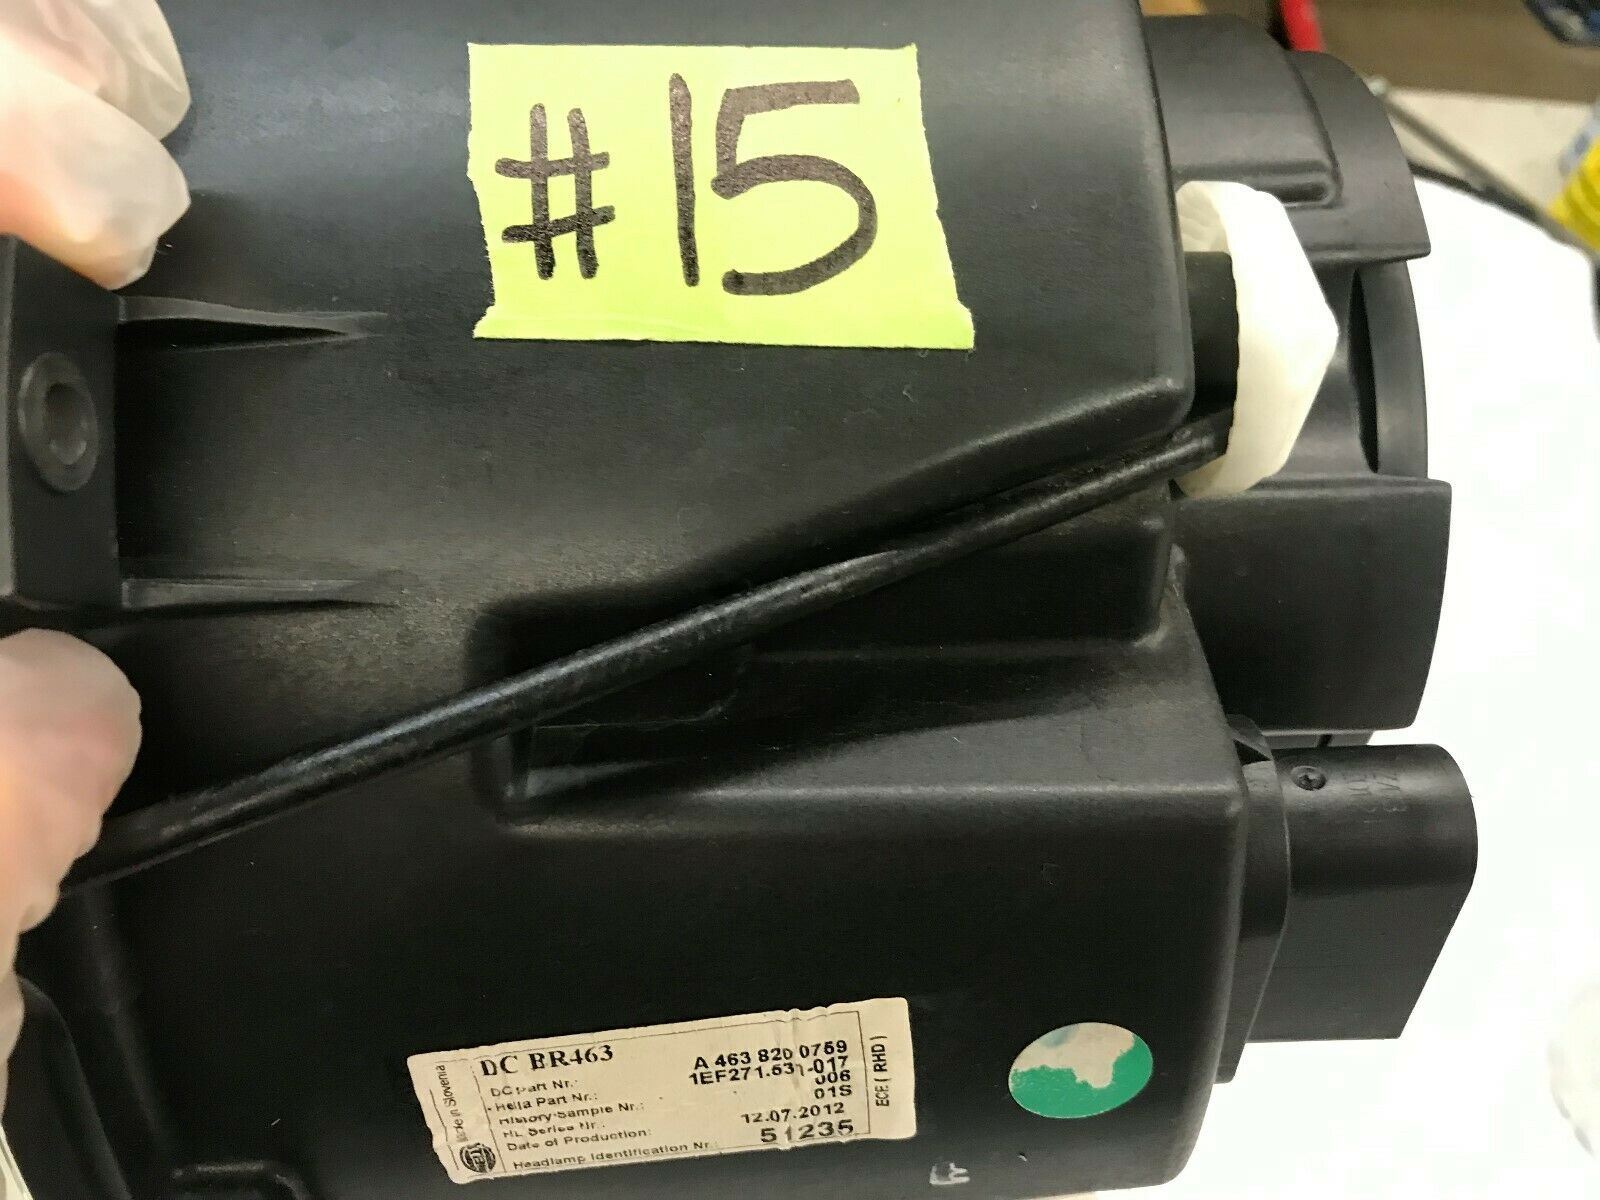 #15
DC BR463
DC Part Nr.: A 463 820 0759
Hella Part Nr.: 1EF271.531-017
History-Sample Nr.: 006
HL Series Nr.: 01S
Date of Production: 12.07.2012
Headlamp Identification Nr.: 51235
Made in Slovenia
ECE ( RHD )